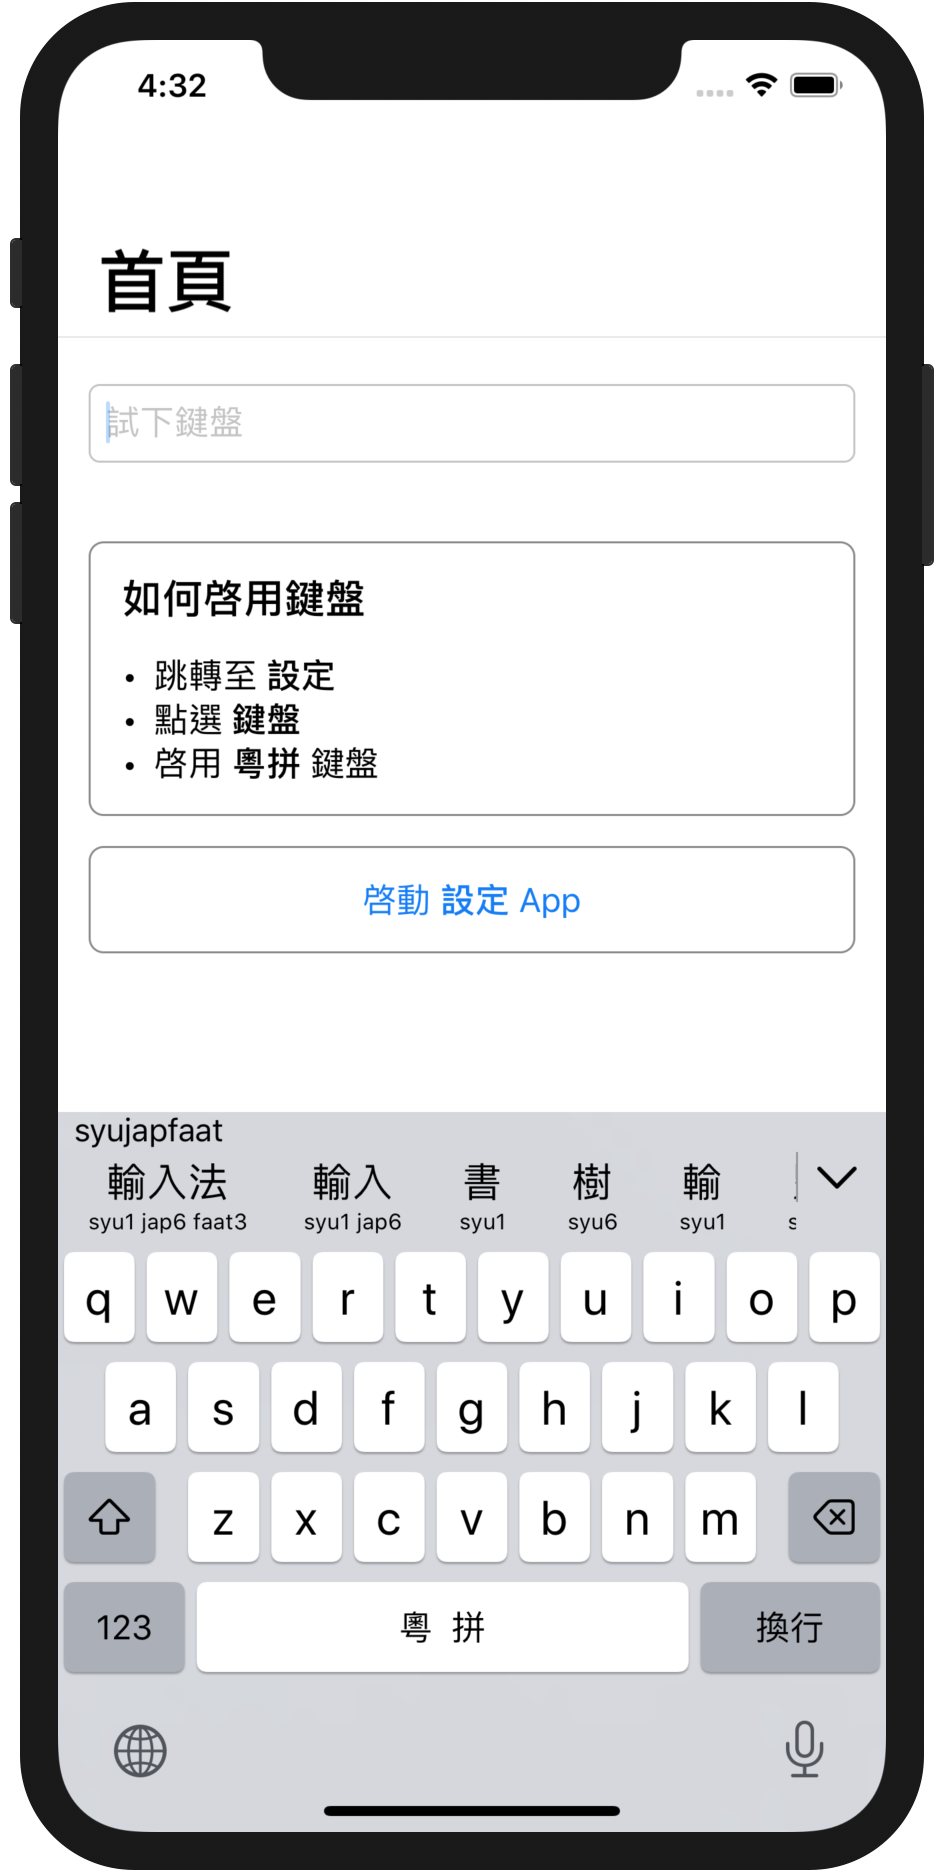 4:32
首頁
試下鍵盤
如何啓用鍵盤
• 跳轉至 設定
• 點選 鍵盤
• 啓用 粵拼 鍵盤
啓動 設定 App
syujapfaat
輸入法 輸入 書 樹 輸
syu1 jap6 faat3 syu1 jap6 syu1 syu6 syu1 s
q w e r t y u i o p
a s d f g h j k l
z x c v b n m
123 粵 拼 換行